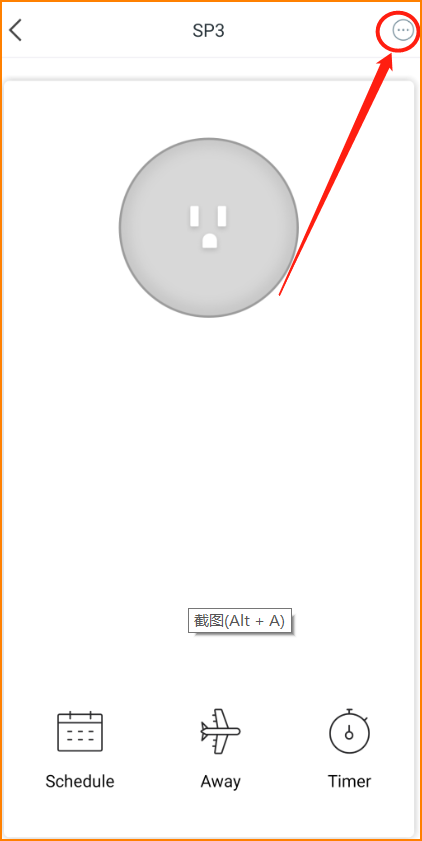 SP3
截图(Alt + A)
Schedule
Away
Timer